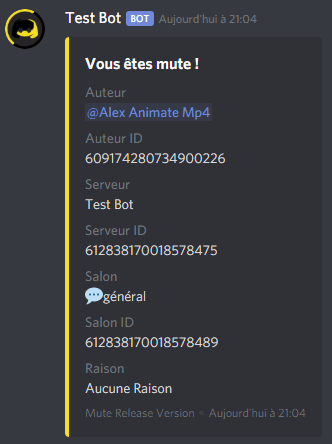 Test Bot BOT Aujourd'hui à 21:04
Vous êtes mute !
Auteur
@Alex Animate Mp4
Auteur ID
609174280734900226
Serveur
Test Bot
Serveur ID
612838170018578475
Salon
💬général
Salon ID
612838170018578489
Raison
Aucune Raison
Mute Release Version • Aujourd'hui à 21:04